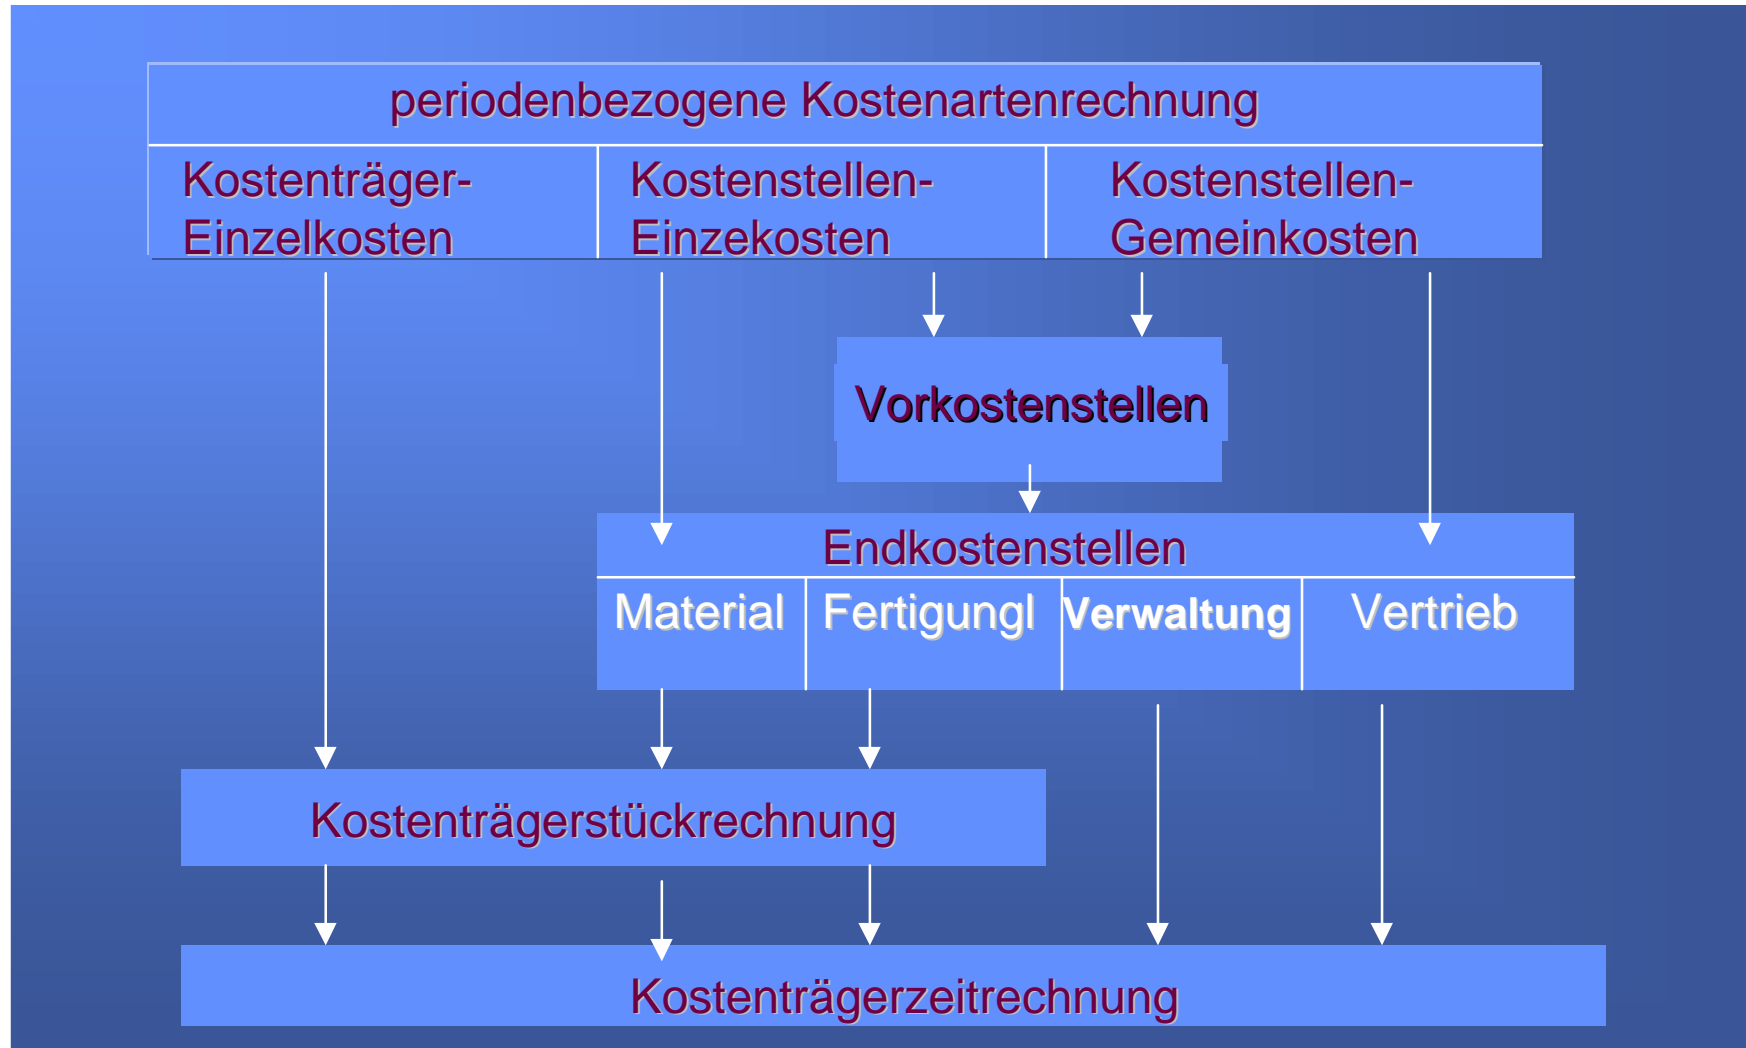 periodenbezogene Kostenartenrechnung
Kostenträger-
Einzelkosten
Kostenstellen-
Einzekosten
Kostenstellen-
Gemeinkosten
Vorkostenstellen
Endkostenstellen
Material
Fertigungl
Verwaltung
Vertrieb
Kostenträgerstückrechnung
Kostenträgerzeitrechnung